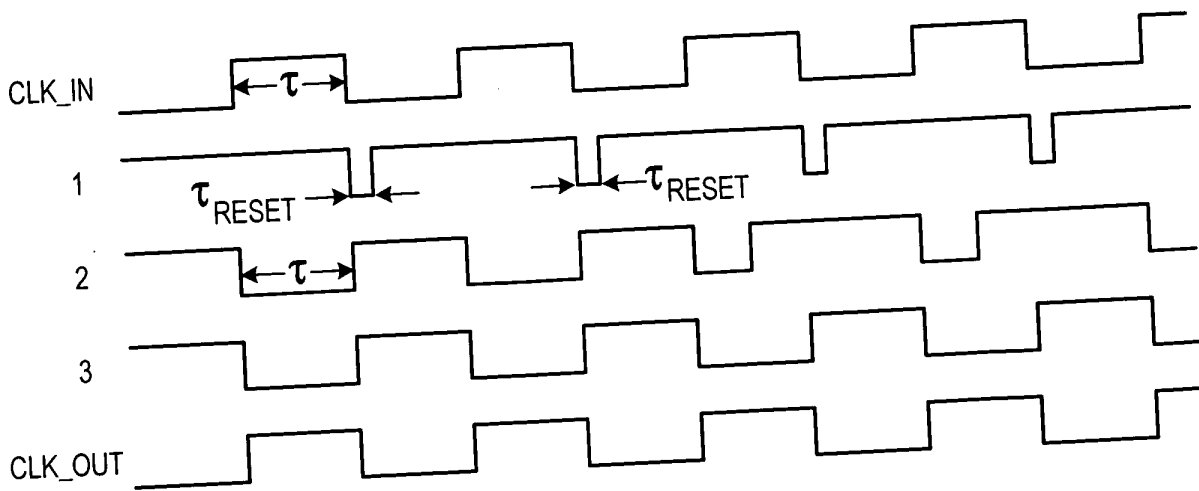 CLK_IN
τ
1
τRESET
τRESET
2
τ
3
CLK_OUT